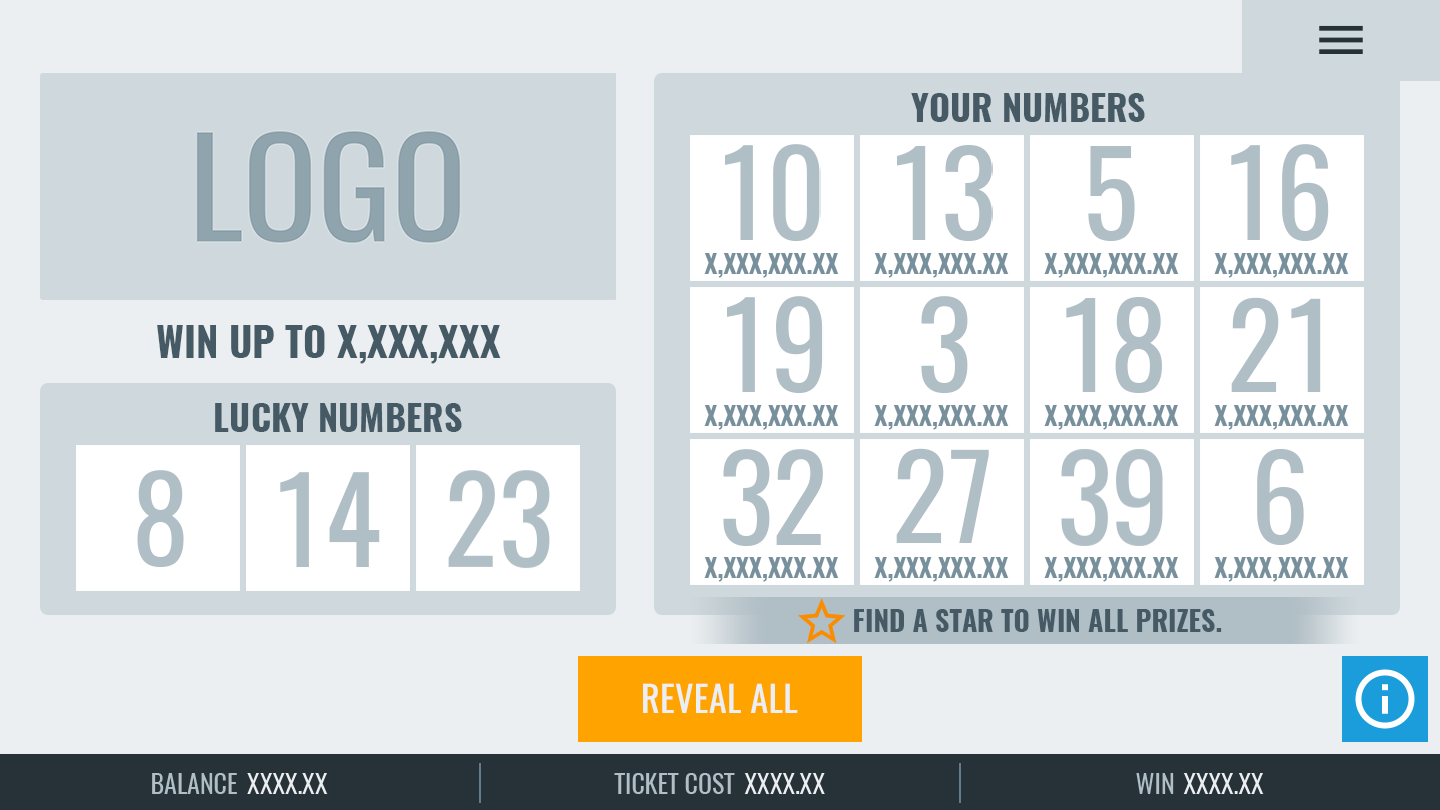 LOGO
WIN UP TO X,XXX,XXX
LUCKY NUMBERS
8 14 23
YOUR NUMBERS
10 13 5 16
X,XXX,XXX.XX X,XXX,XXX.XX X,XXX,XXX.XX X,XXX,XXX.XX
19 3 18 21
X,XXX,XXX.XX X,XXX,XXX.XX X,XXX,XXX.XX X,XXX,XXX.XX
32 27 39 6
X,XXX,XXX.XX X,XXX,XXX.XX X,XXX,XXX.XX X,XXX,XXX.XX
FIND A STAR TO WIN ALL PRIZES.
REVEAL ALL
BALANCE XXXX.XX TICKET COST XXXX.XX WIN XXXX.XX